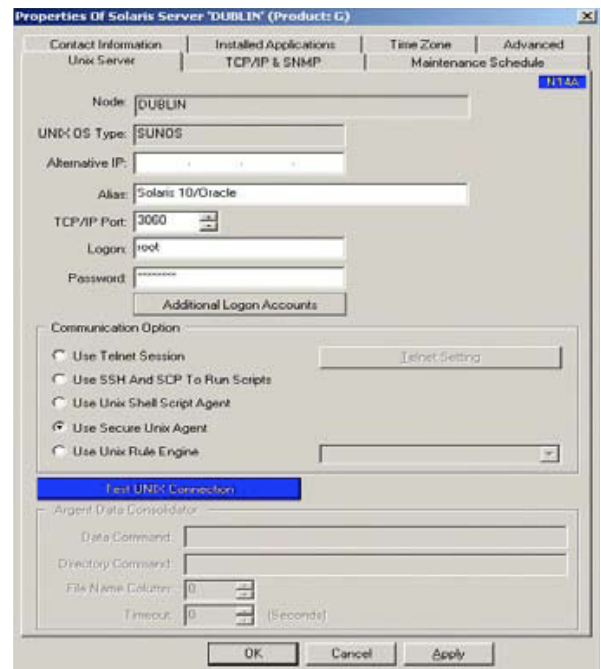 Properties Of Solaris Server 'DUBLIN' (Product: G)
Contact Information Installed Applications Time Zone Advanced
Unix Server TCP/IP & SNMP Maintenance Schedule
N14A
Node: DUBLIN
UNIX OS Type: SUNOS
Alternative IP: . . .
Alias: Solaris 10/Oracle
TCP/IP Port: 3060
Logon: root
Password: ********
Additional Logon Accounts
Communication Option
Use Telnet Session Telnet Setting
Use SSH And SCP To Run Scripts
Use Unix Shell Script Agent
Use Secure Unix Agent
Use Unix Rule Engine
Test UNIX Connection
Argent Data Consolidator
Data Command:
Directory Command:
File Name Column: 0
Timeout: 0 (Seconds)
OK Cancel Apply